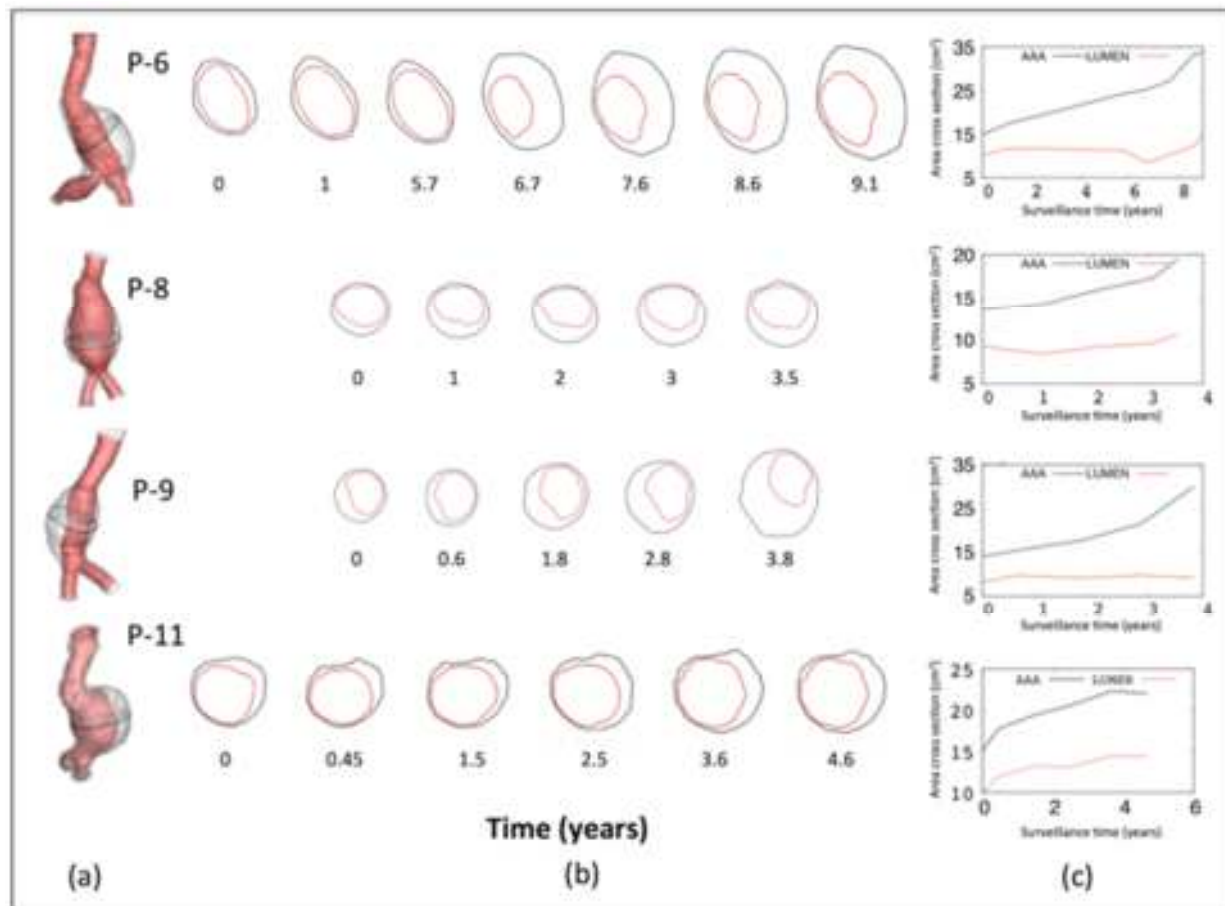 P-6
0 1 5.7 6.7 7.6 8.6 9.1
Area cross section (cm²)
35
25
15
5
AAA LUMEN
0 2 4 6 8
Surveillance time (years)
P-8
0 1 2 3 3.5
Area cross section (cm²)
20
15
10
5
AAA LUMEN
0 1 2 3 4
Surveillance time (years)
P-9
0 0.6 1.8 2.8 3.8
Area cross section (cm²)
35
25
15
5
AAA LUMEN
0 1 2 3 4
Surveillance time (years)
P-11
0 0.45 1.5 2.5 3.6 4.6
Area cross section (cm²)
25
20
15
10
AAA
0 2 4 6
Surveillance time (years)
Time (years)
(a) (b) (c)